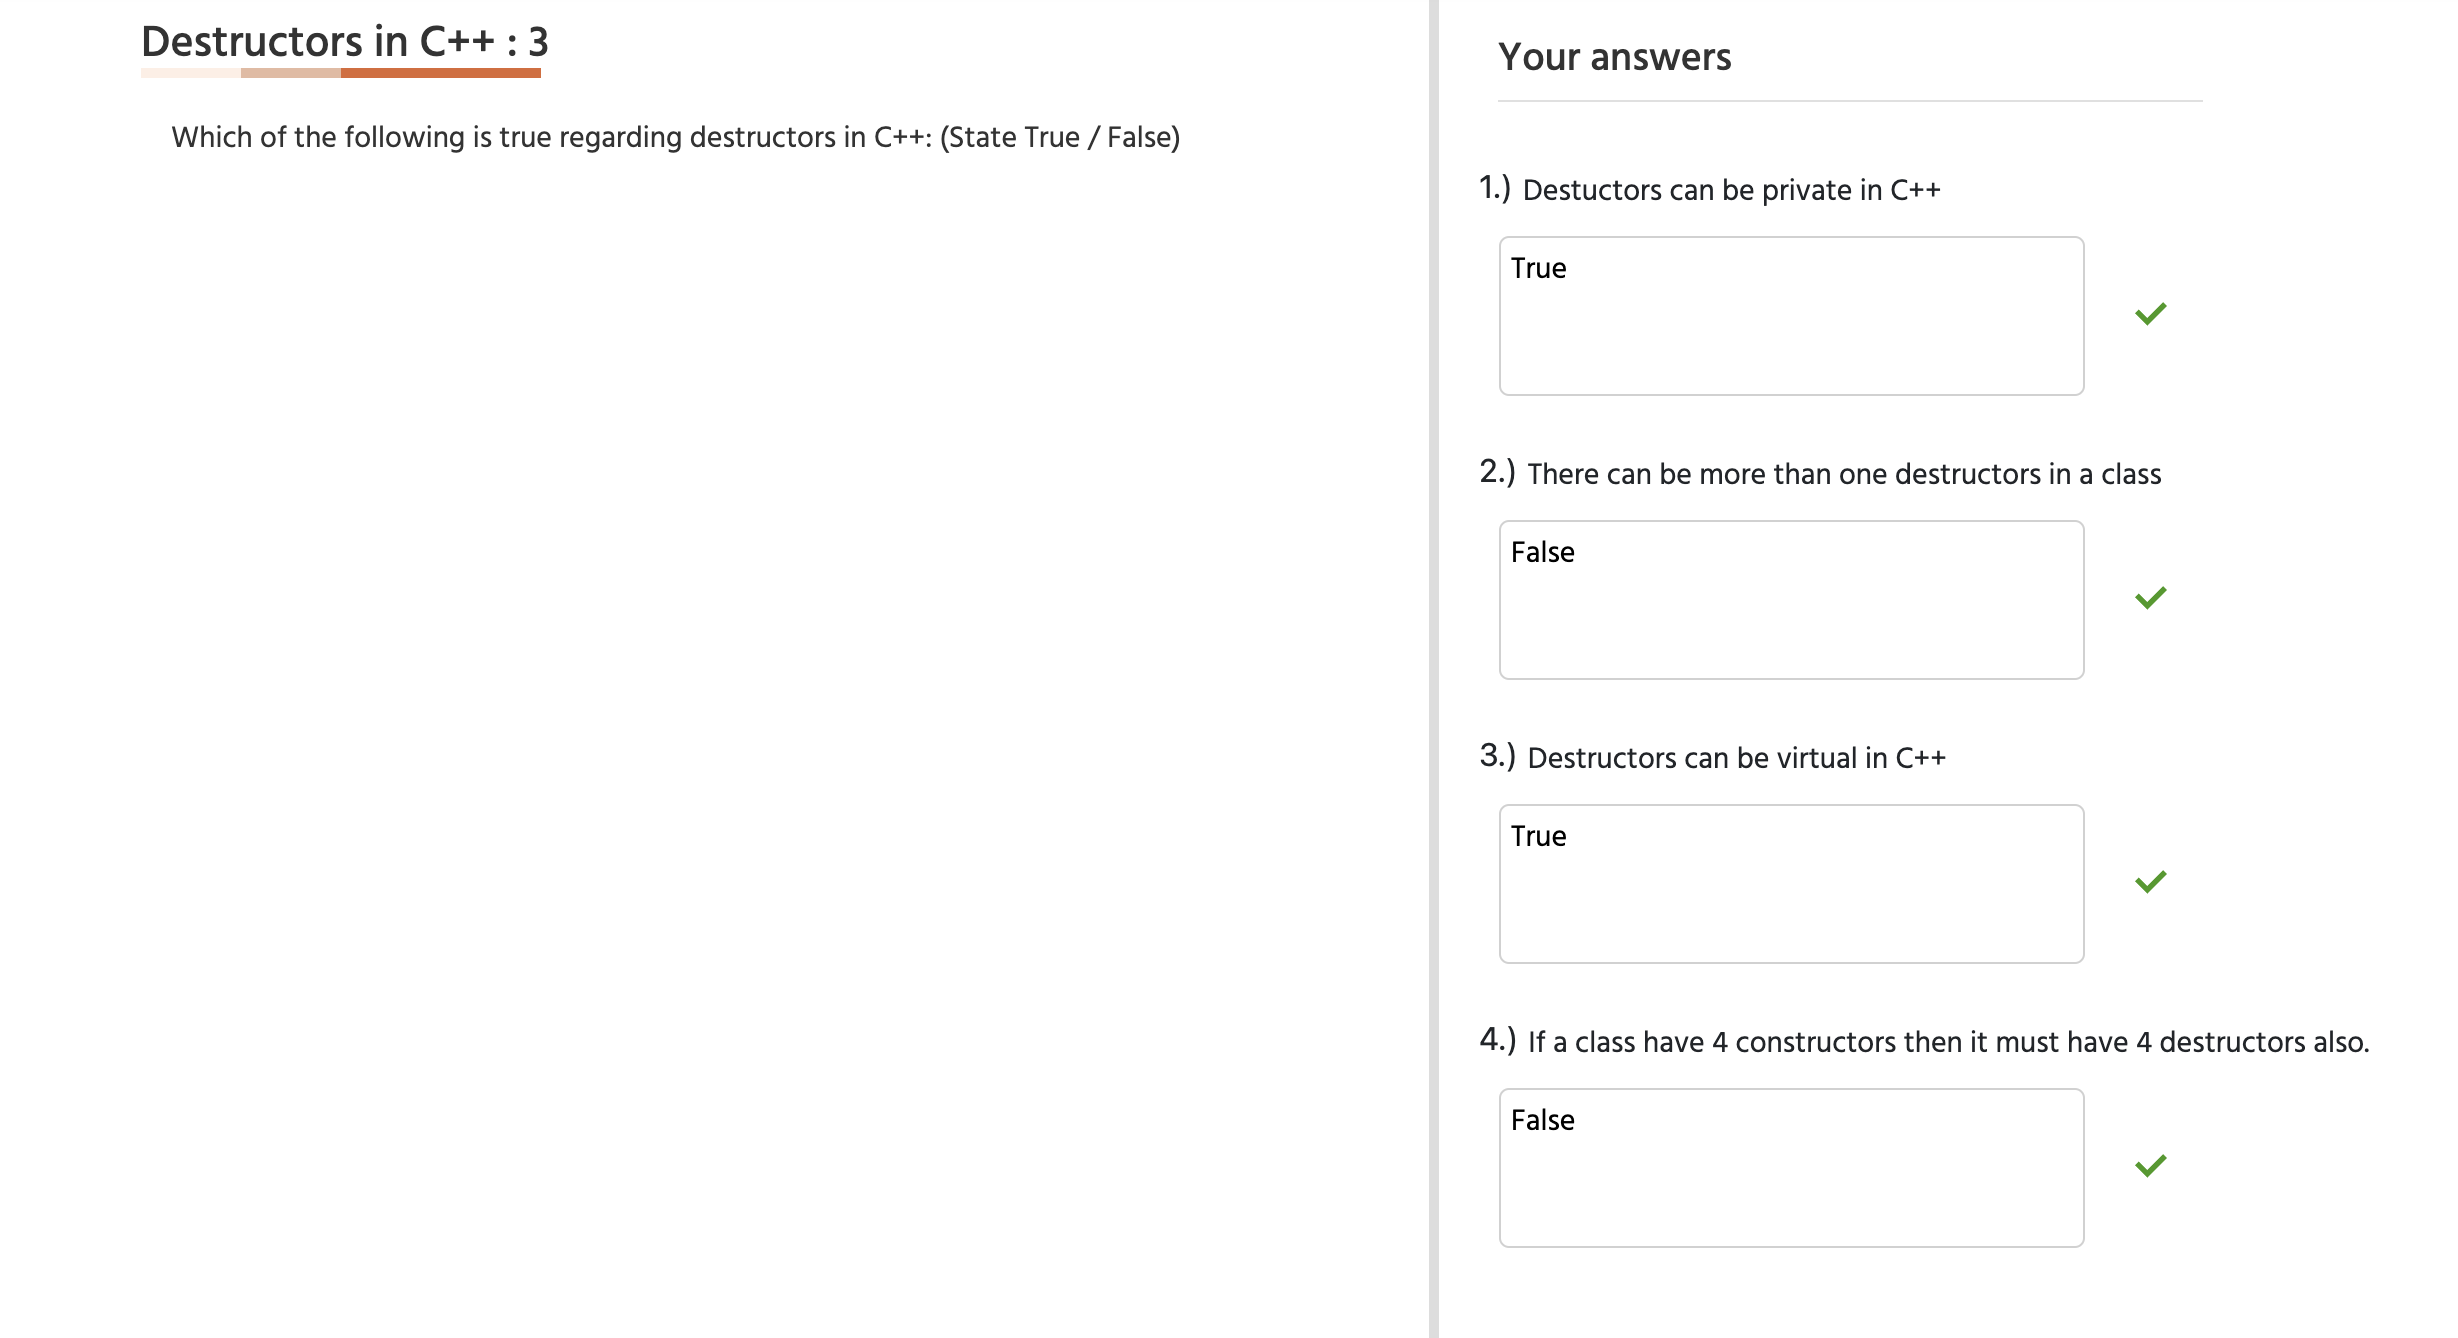 Destructors in C++ : 3
Which of the following is true regarding destructors in C++: (State True / False)
Your answers
1.) Destuctors can be private in C++
True
2.) There can be more than one destructors in a class
False
3.) Destructors can be virtual in C++
True
4.) If a class have 4 constructors then it must have 4 destructors also.
False